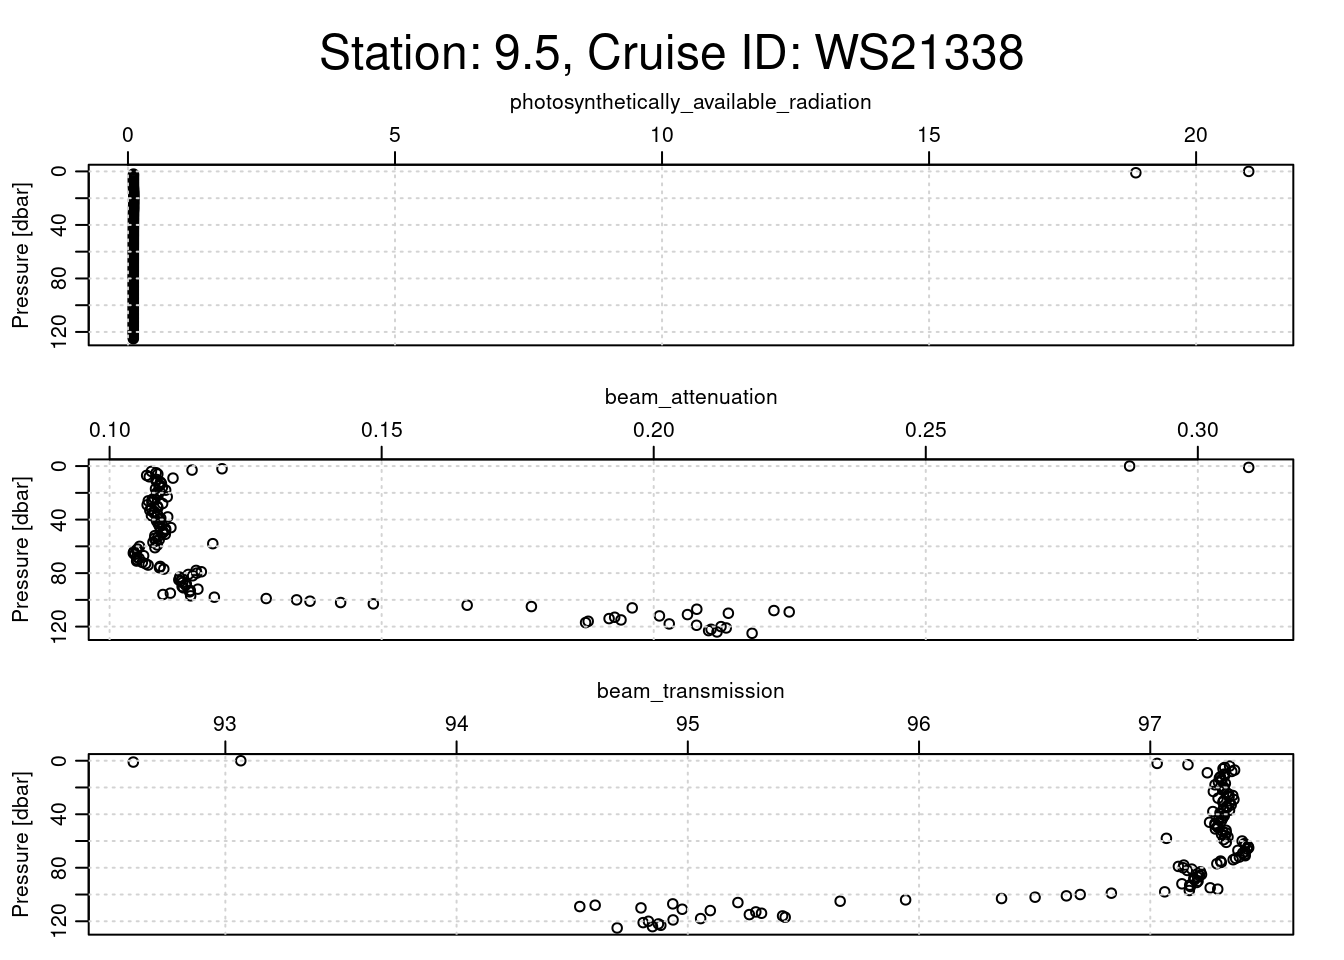 Station: 9.5, Cruise ID: WS21338
photosynthetically_available_radiation
0 5 10 15 20
Pressure [dbar]
0 40 80 120
beam_attenuation
0.10 0.15 0.20 0.25 0.30
Pressure [dbar]
0 40 80 120
beam_transmission
93 94 95 96 97
Pressure [dbar]
0 40 80 120